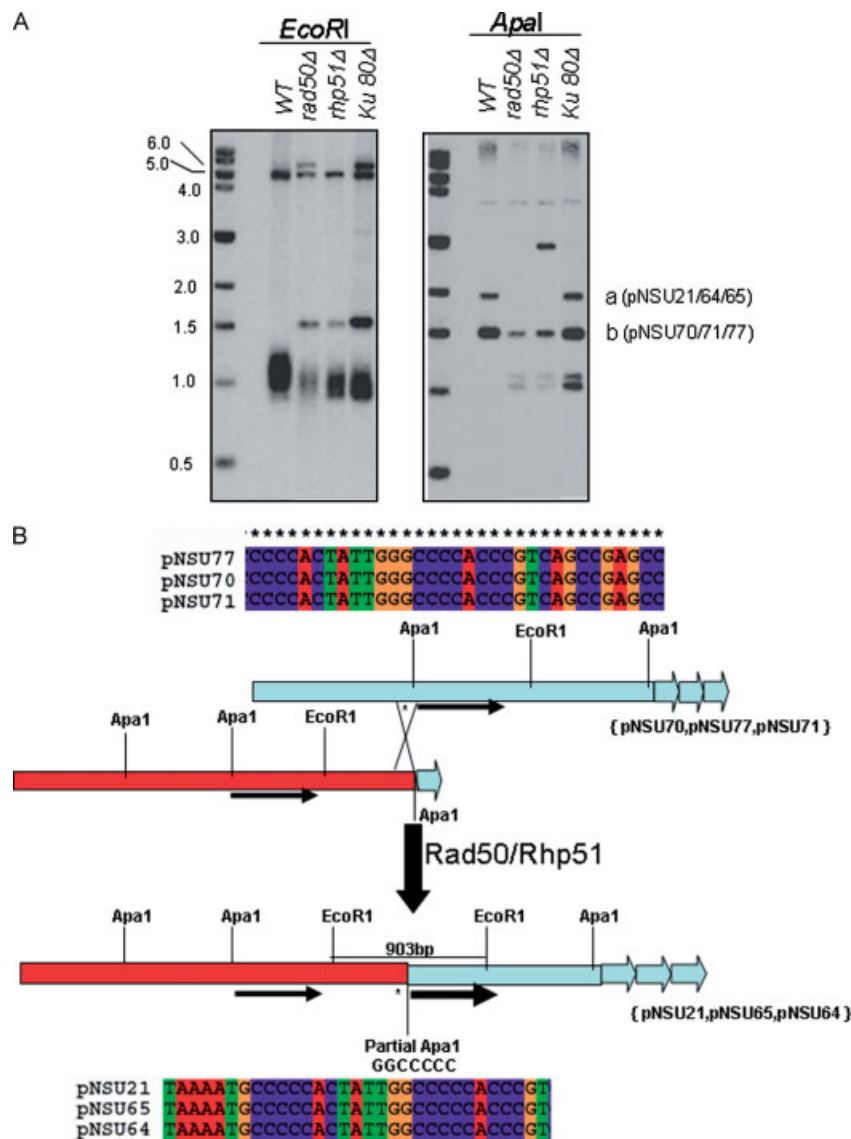 A
EcoRI
ApaI
WT rad50Δ rhp51Δ Ku 80Δ
WT rad50Δ rhp51Δ Ku 80Δ
6.0
5.0
4.0
3.0
2.0
1.5
1.0
0.5
a (pNSU21/64/65)
b (pNSU70/71/77)
B
*********************************
pNSU77 CCCCACTATTGGGCCCCACCCGTCAGCCGAGCC
pNSU70 CCCCACTATTGGGCCCCACCCGTCAGCCGAGCC
pNSU71 CCCCACTATTGGGCCCCACCCGTCAGCCGAGCC
Apa1 EcoR1 Apa1
*
{pNSU70,pNSU77,pNSU71}
Apa1 Apa1 EcoR1
Apa1
Rad50/Rhp51
Apa1 Apa1 EcoR1 EcoR1 Apa1
903bp
*
{pNSU21,pNSU65,pNSU64}
Partial Apa1
GGCCCCC
pNSU21 TAAAATGCCCCCACTATTGGCCCCCACCCGT
pNSU65 TAAAATGCCCCCACTATTGGCCCCCACCCGT
pNSU64 TAAAATGCCCCCACTATTGGCCCCCACCCGT